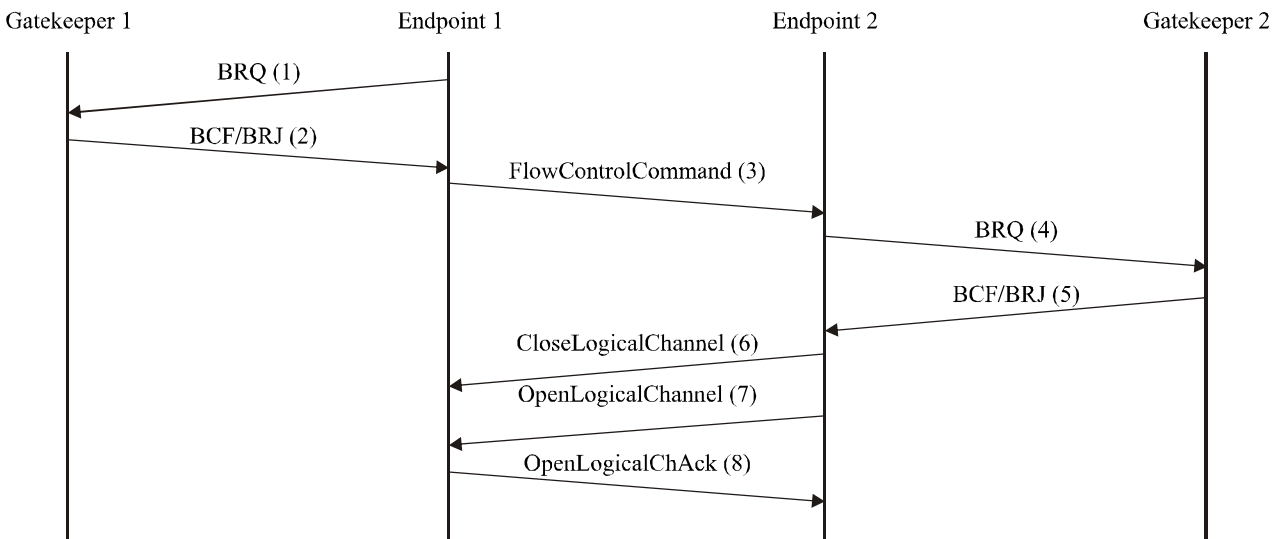 Gatekeeper 1 Endpoint 1 Endpoint 2 Gatekeeper 2
BRQ (1)
BCF/BRJ (2)
FlowControlCommand (3)
BRQ (4)
BCF/BRJ (5)
CloseLogicalChannel (6)
OpenLogicalChannel (7)
OpenLogicalChAck (8)